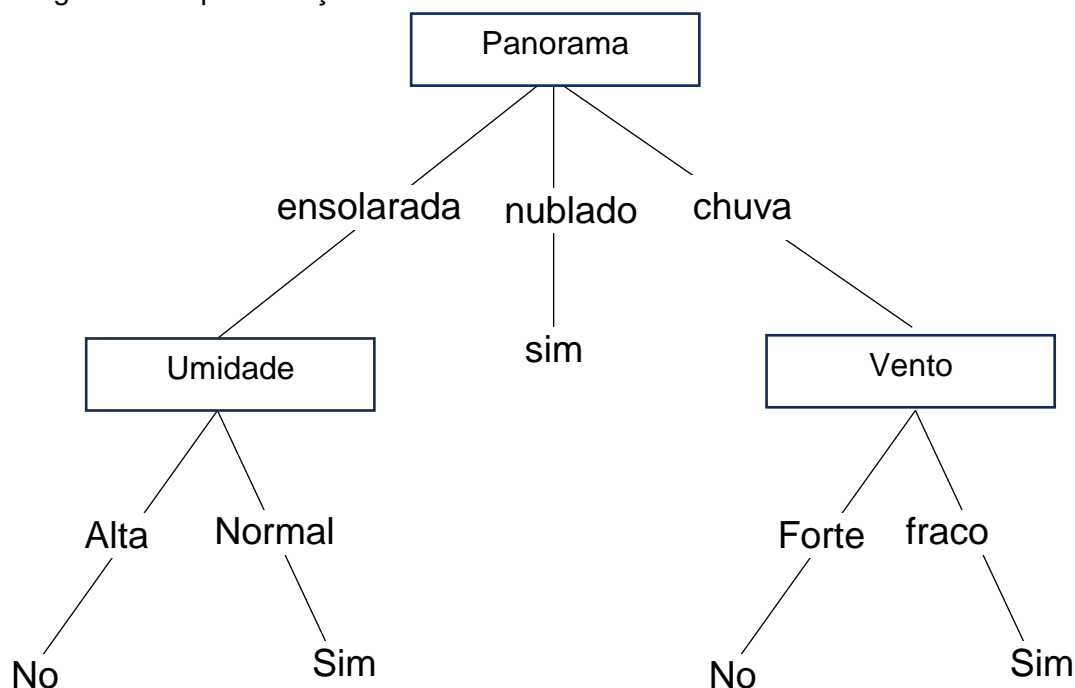 Panorama
ensolarada nublado chuva
sim
Umidade
Vento
Alta Normal
Forte fraco
No
Sim
No
Sim